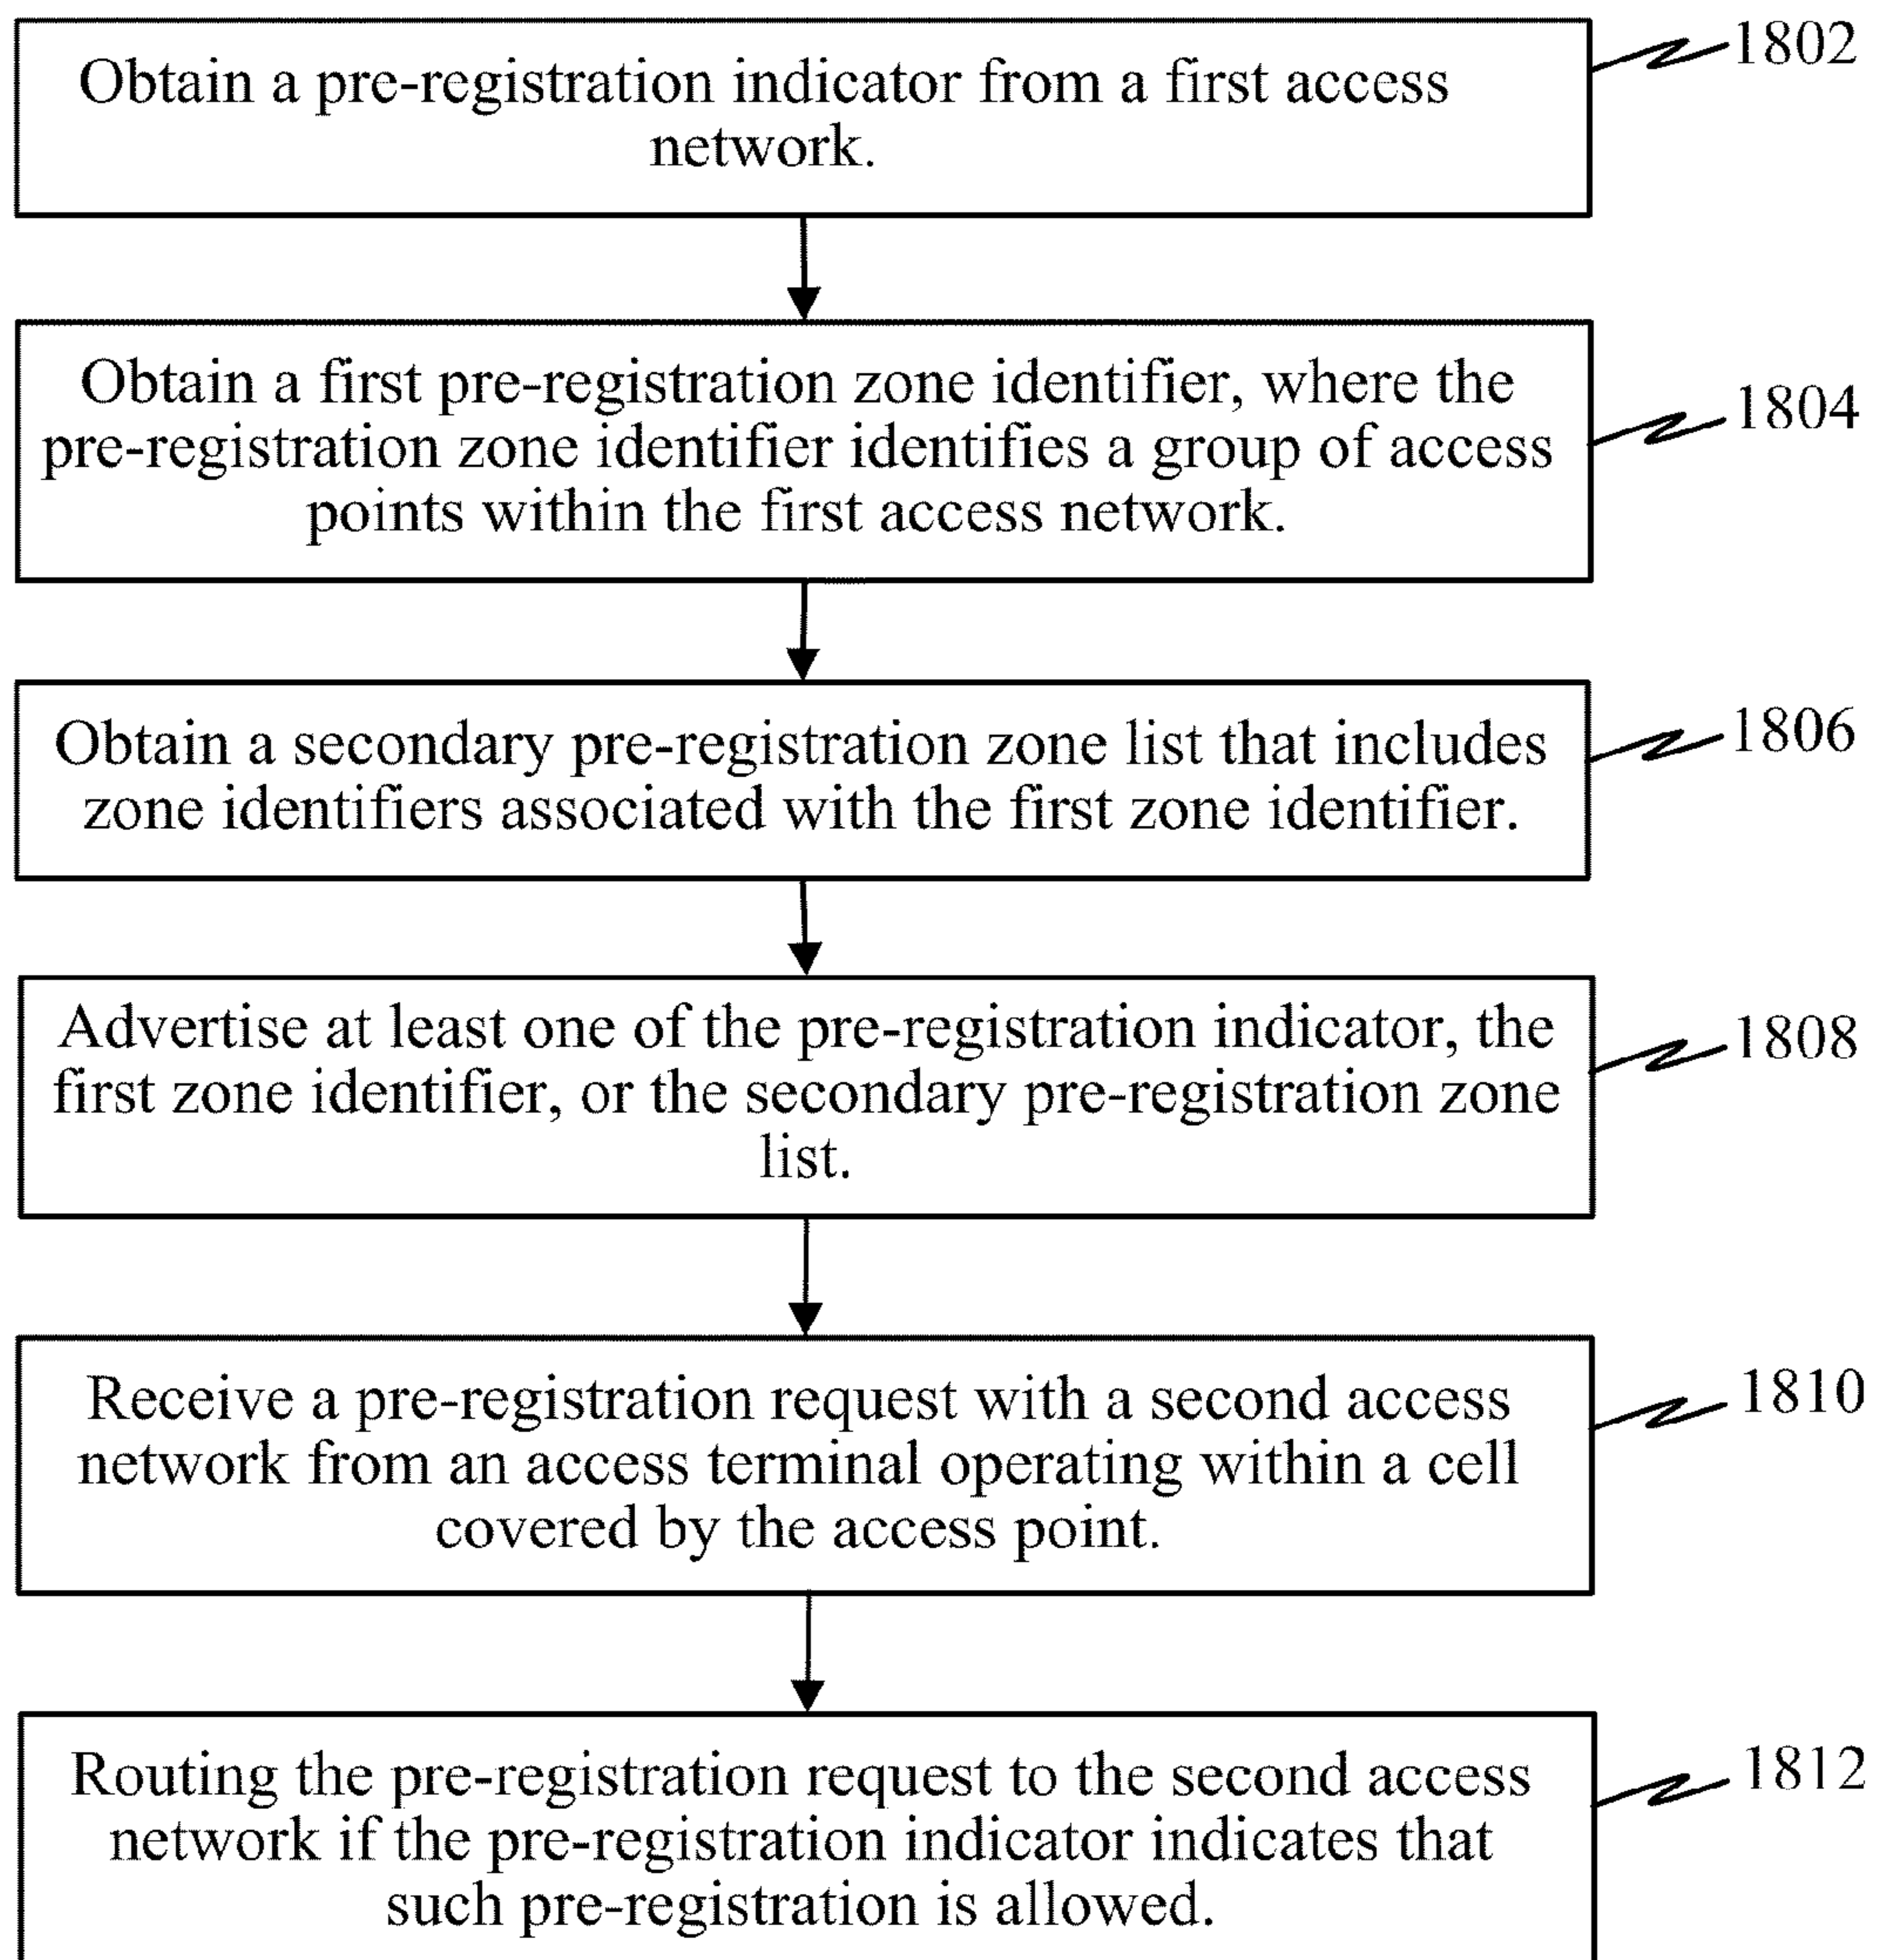 Obtain a pre-registration indicator from a first access
network.
1802
Obtain a first pre-registration zone identifier, where the
pre-registration zone identifier identifies a group of access
points within the first access network.
1804
Obtain a secondary pre-registration zone list that includes
zone identifiers associated with the first zone identifier.
1806
Advertise at least one of the pre-registration indicator, the
first zone identifier, or the secondary pre-registration zone
list.
1808
Receive a pre-registration request with a second access
network from an access terminal operating within a cell
covered by the access point.
1810
Routing the pre-registration request to the second access
network if the pre-registration indicator indicates that
such pre-registration is allowed.
1812